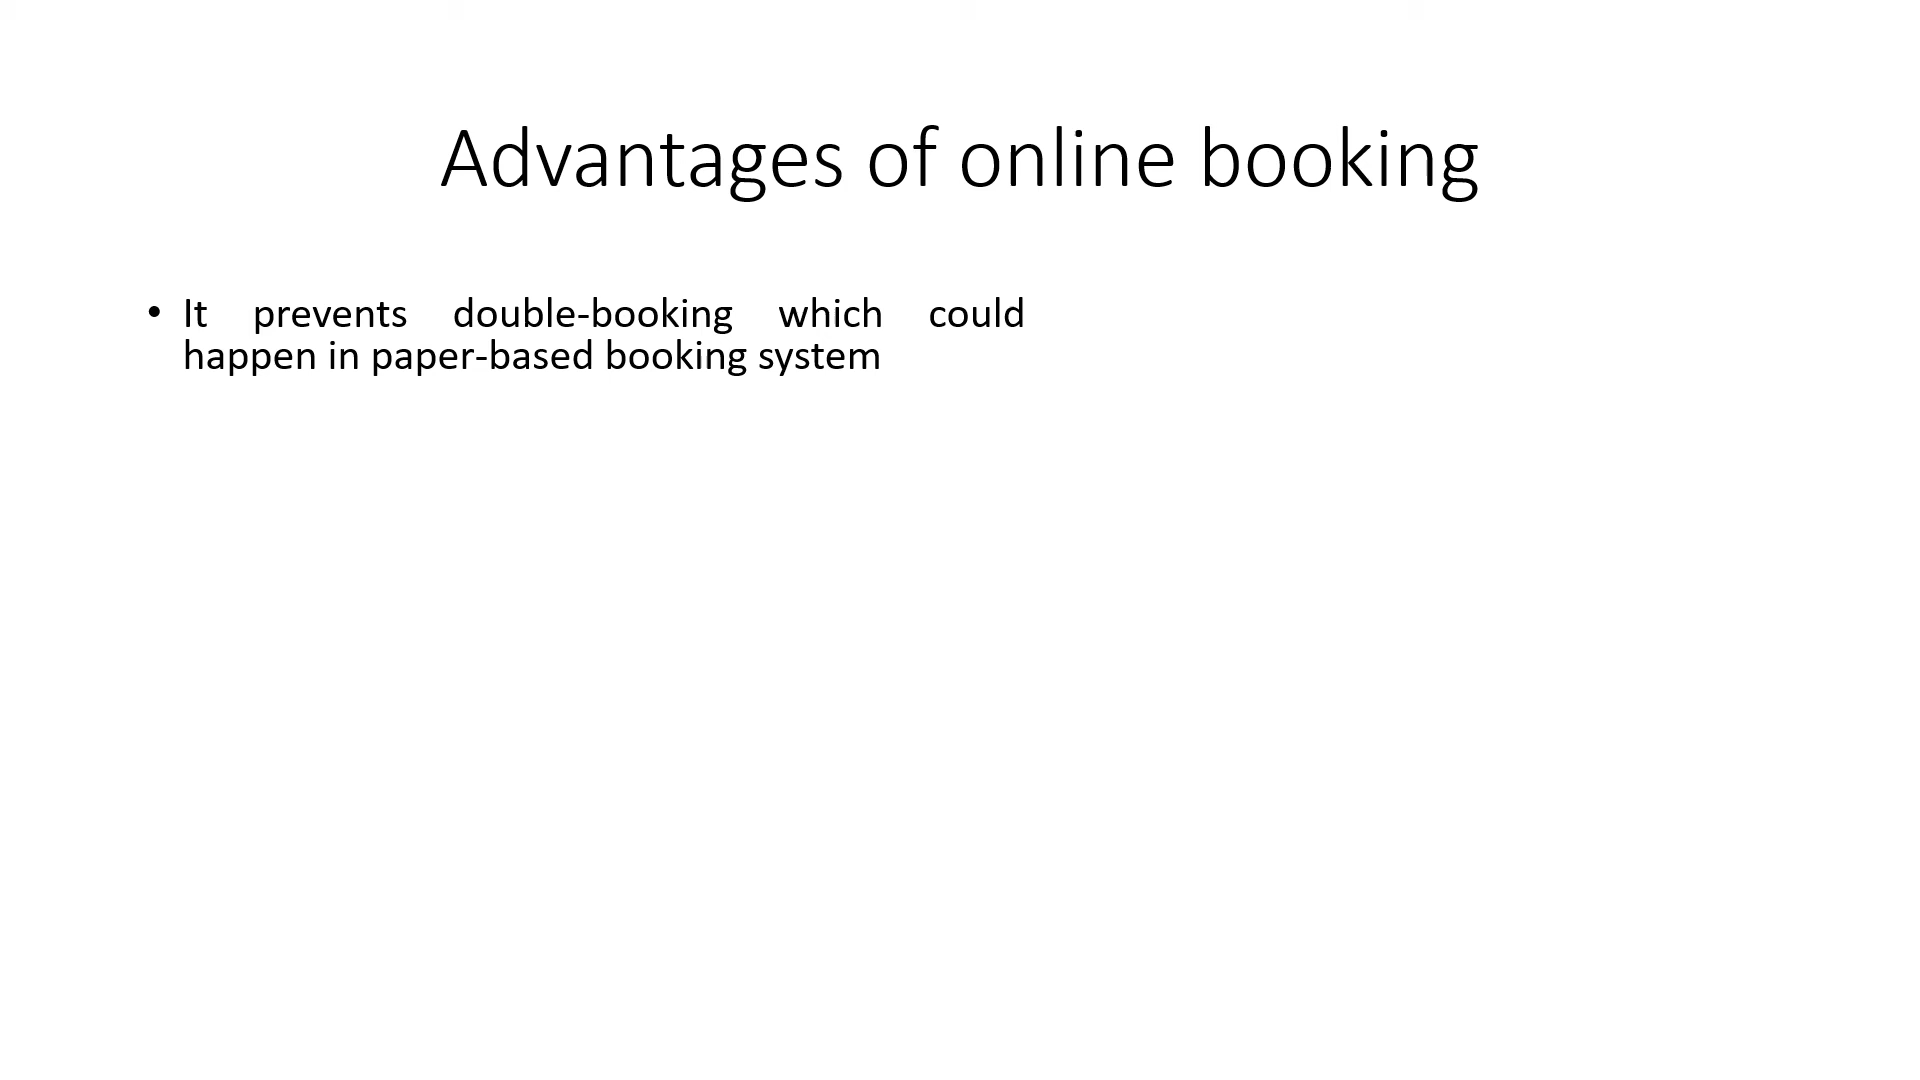 Advantages of online booking
• It prevents double-booking which could
happen in paper-based booking system